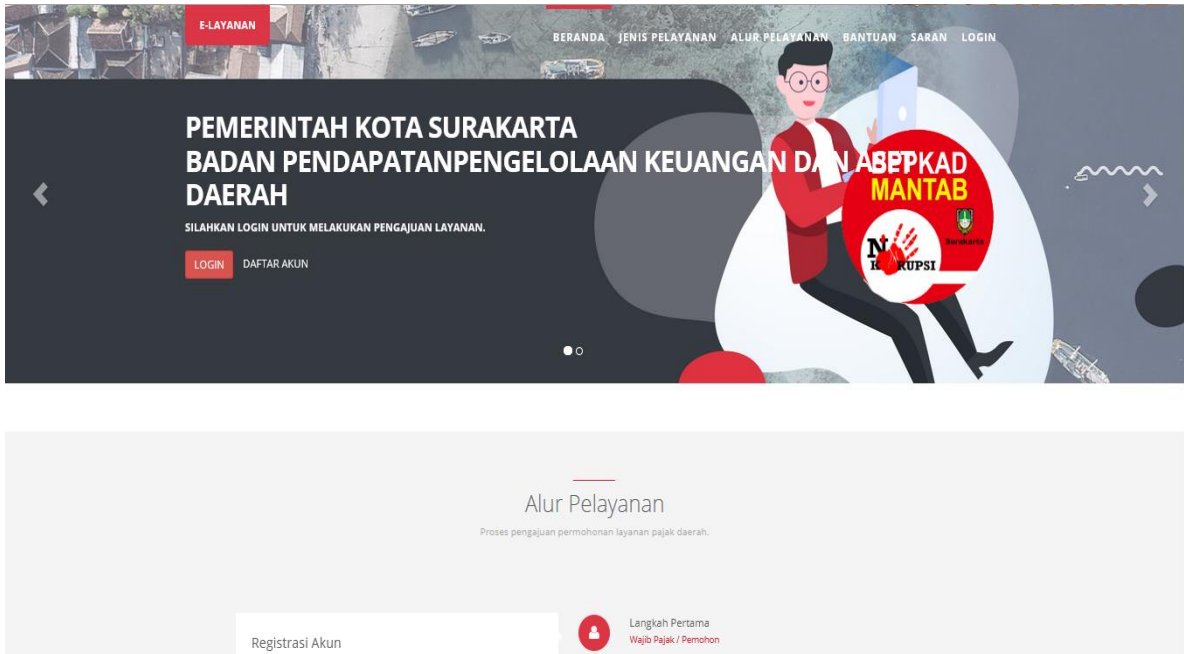 E-LAYANAN
BERANDA JENIS PELAYANAN ALUR PELAYANAN BANTUAN SARAN LOGIN
PEMERINTAH KOTA SURAKARTA
BADAN PENDAPATANPENGELOLAAN KEUANGAN DAN ASET
DAERAH
BPPKAD
MANTAB
Surakarta
NO
KORUPSI
SILAHKAN LOGIN UNTUK MELAKUKAN PENGAJUAN LAYANAN.
LOGIN DAFTAR AKUN
Alur Pelayanan
Proses pengajuan permohonan layanan pajak daerah.
Registrasi Akun
Langkah Pertama
Wajib Pajak / Pemohon